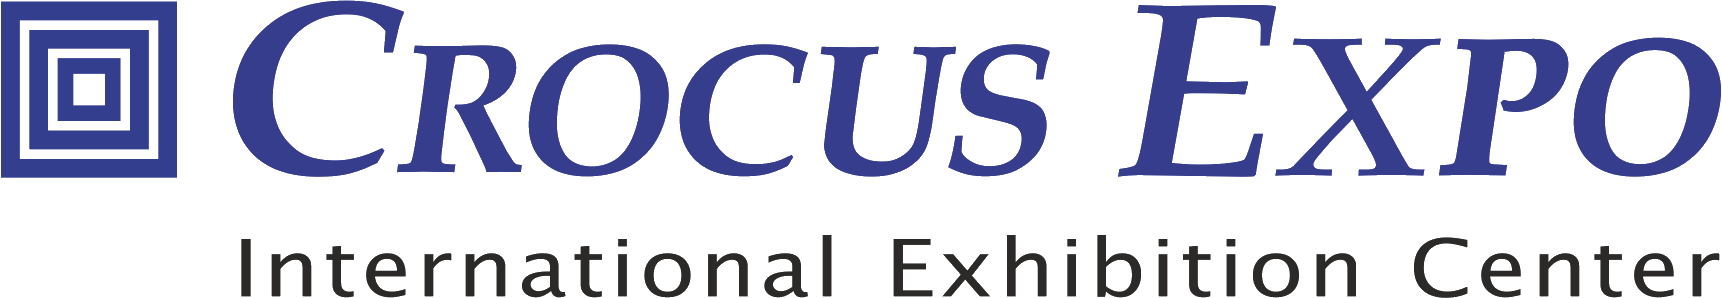 CROCUS EXPO
International Exhibition Center